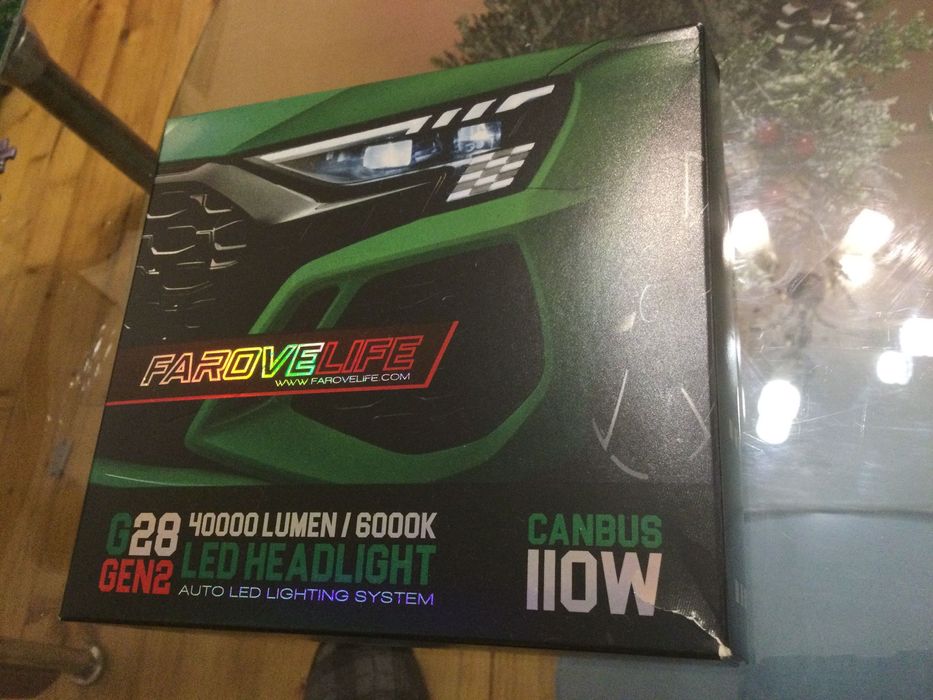 FAROVELIFE
WWW.FAROVELIFE.COM
G28 GEN2
40000 LUMEN / 6000K
LED HEADLIGHT
AUTO LED LIGHTING SYSTEM
CANBUS
110W